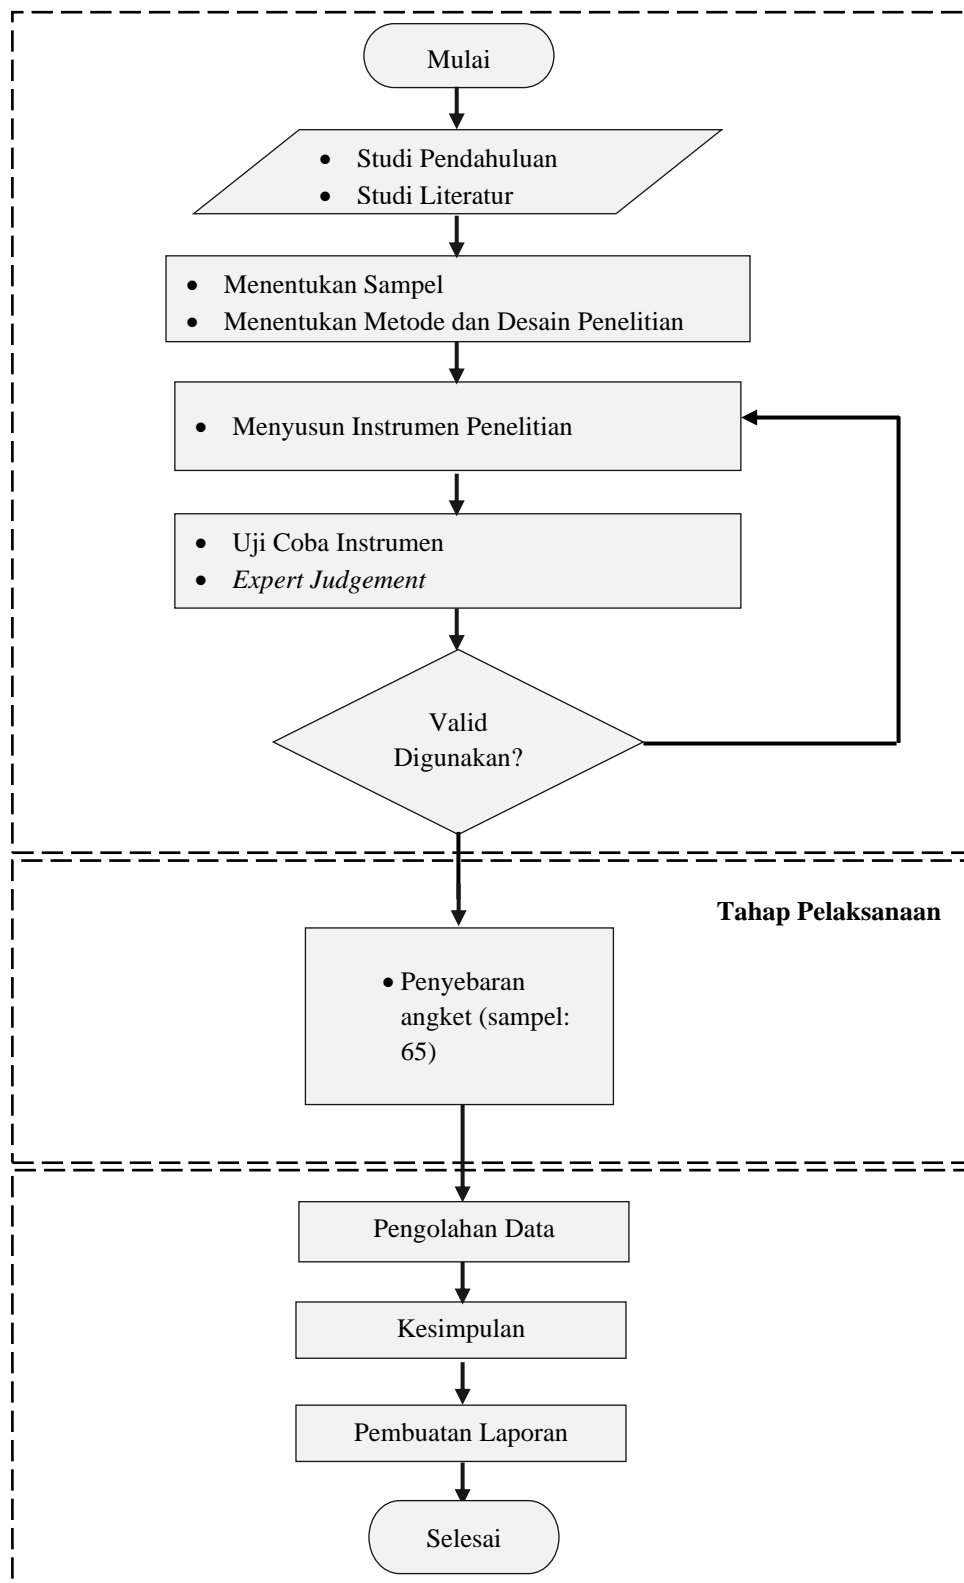 Mulai
• Studi Pendahuluan
• Studi Literatur
• Menentukan Sampel
• Menentukan Metode dan Desain Penelitian
• Menyusun Instrumen Penelitian
• Uji Coba Instrumen
• Expert Judgement
Valid
Digunakan?
Tahap Pelaksanaan
• Penyebaran
angket (sampel:
65)
Pengolahan Data
Kesimpulan
Pembuatan Laporan
Selesai